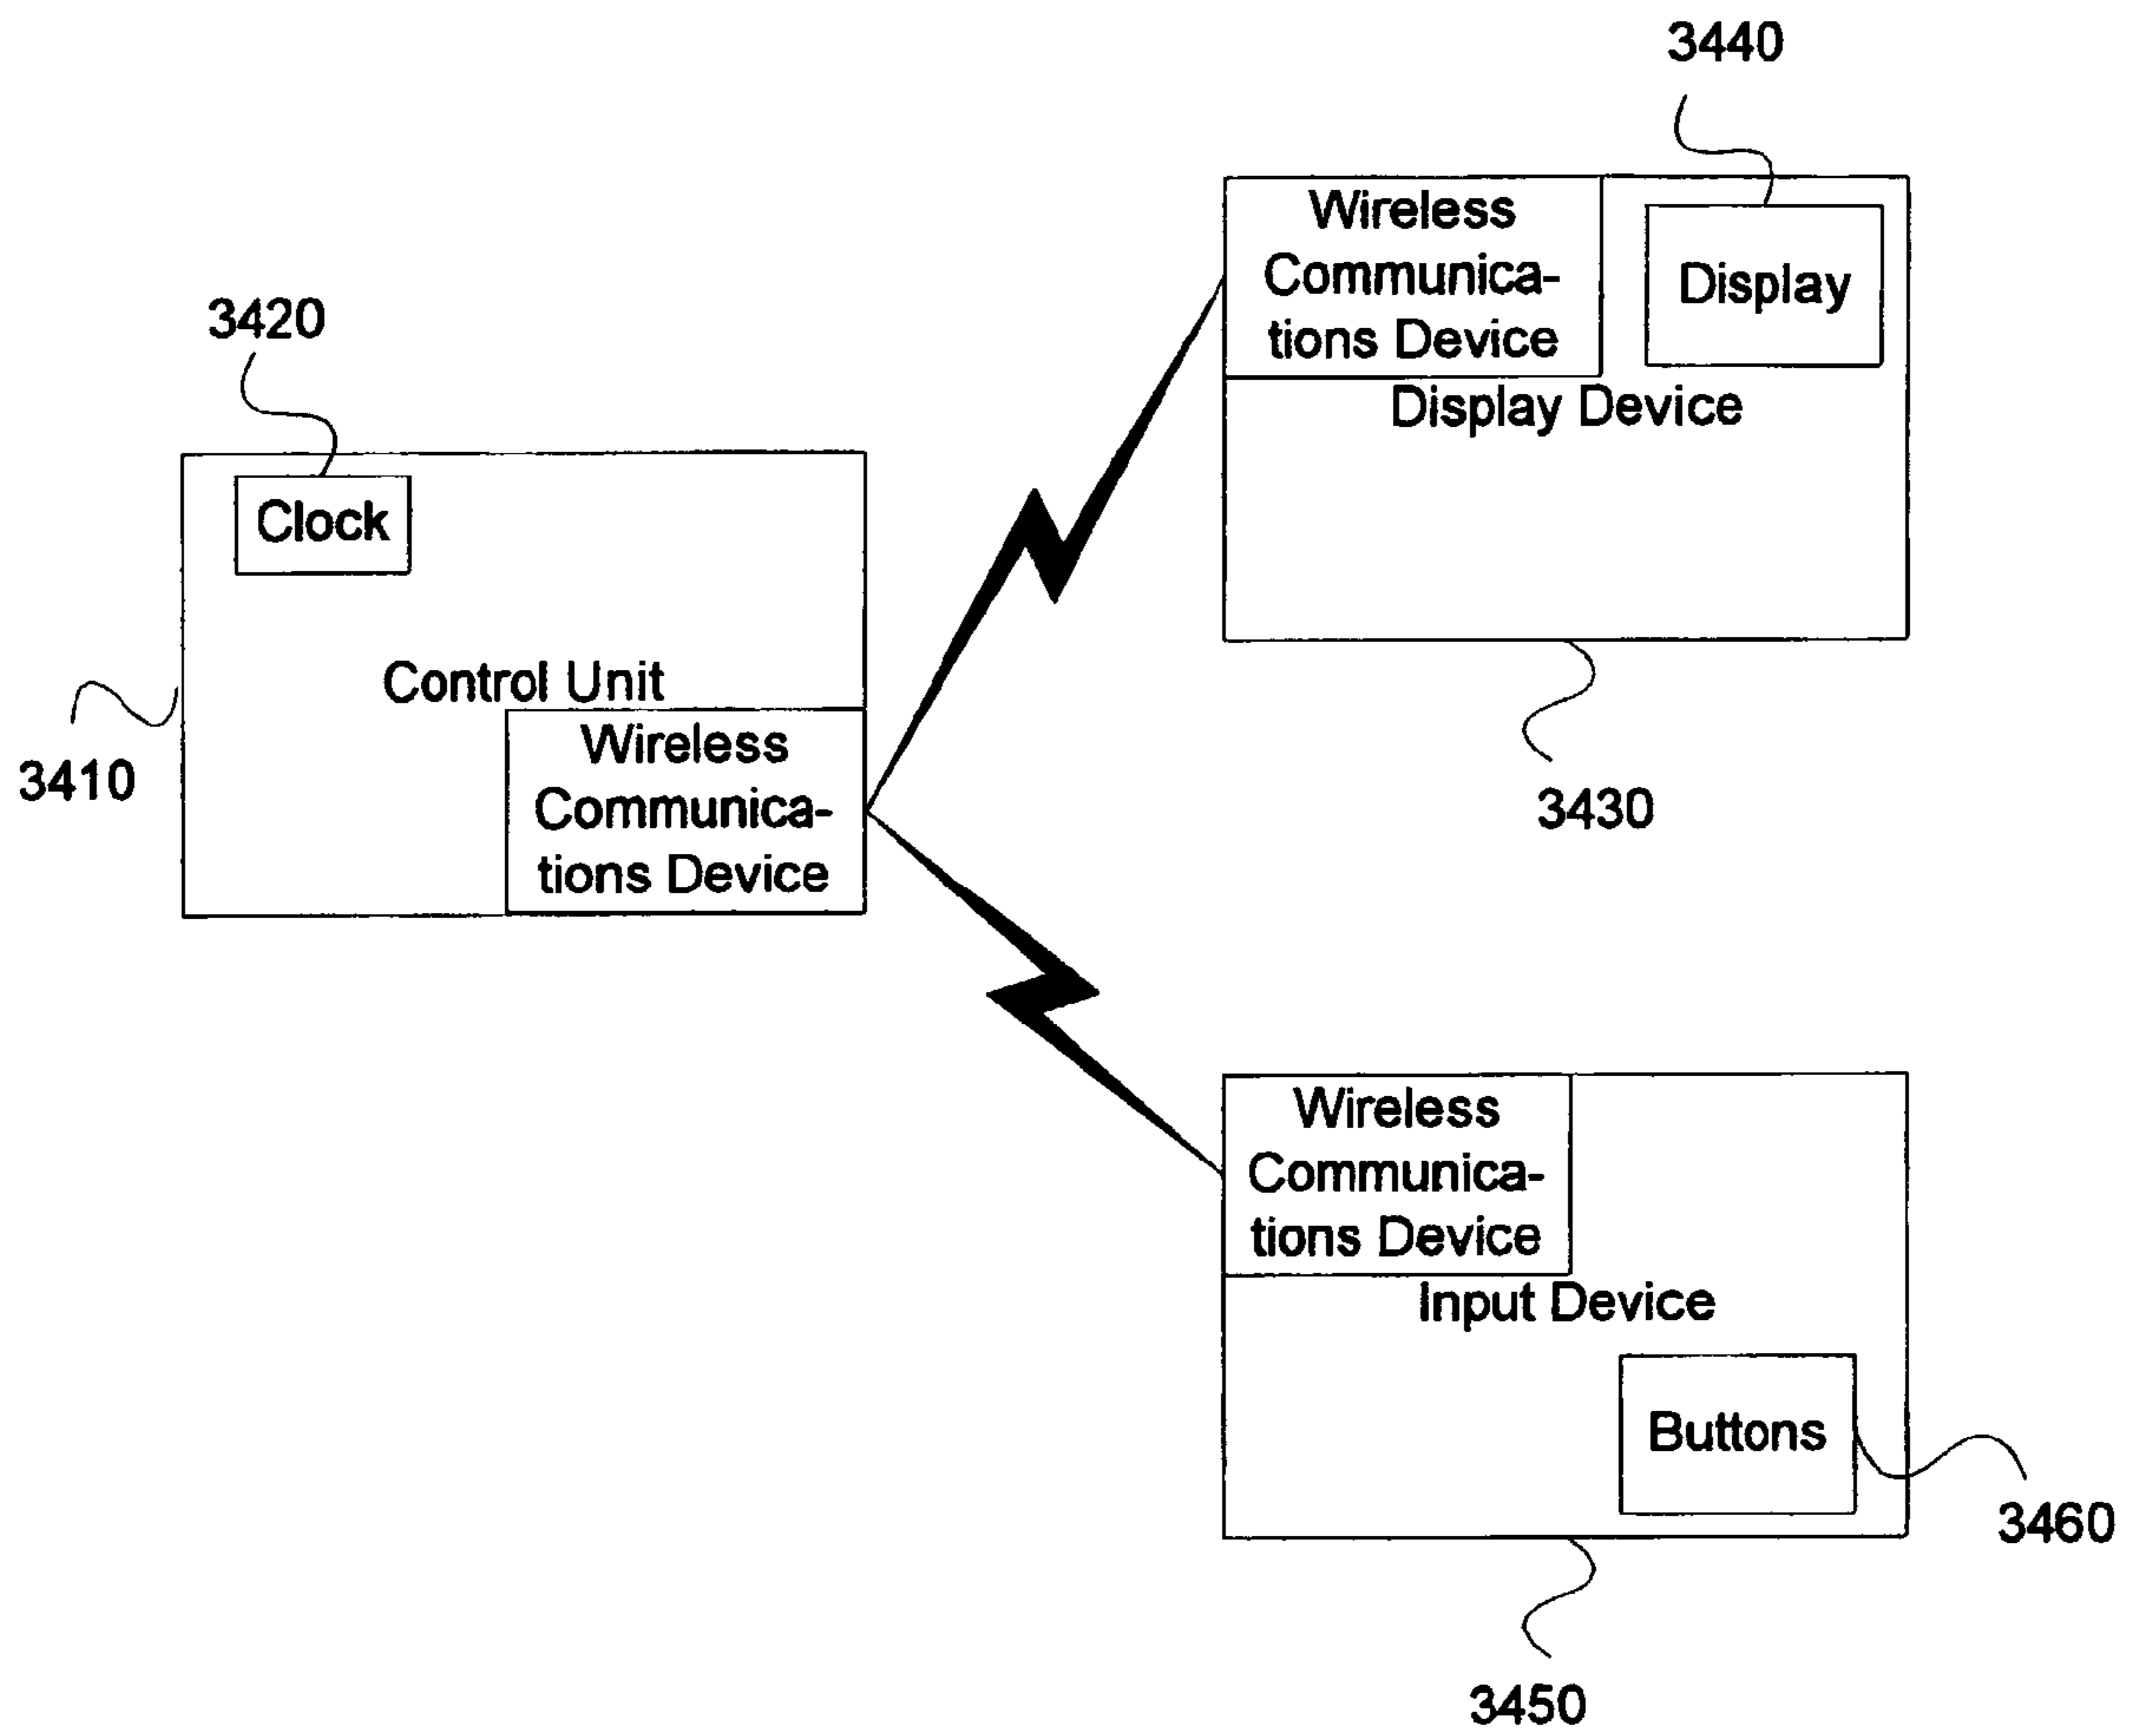 3440
Wireless
Communica-
tions Device
Display
Display Device
3430
3420
Clock
Control Unit
Wireless
Communica-
tions Device
3410
Wireless
Communica-
tions Device
Input Device
Buttons
3460
3450